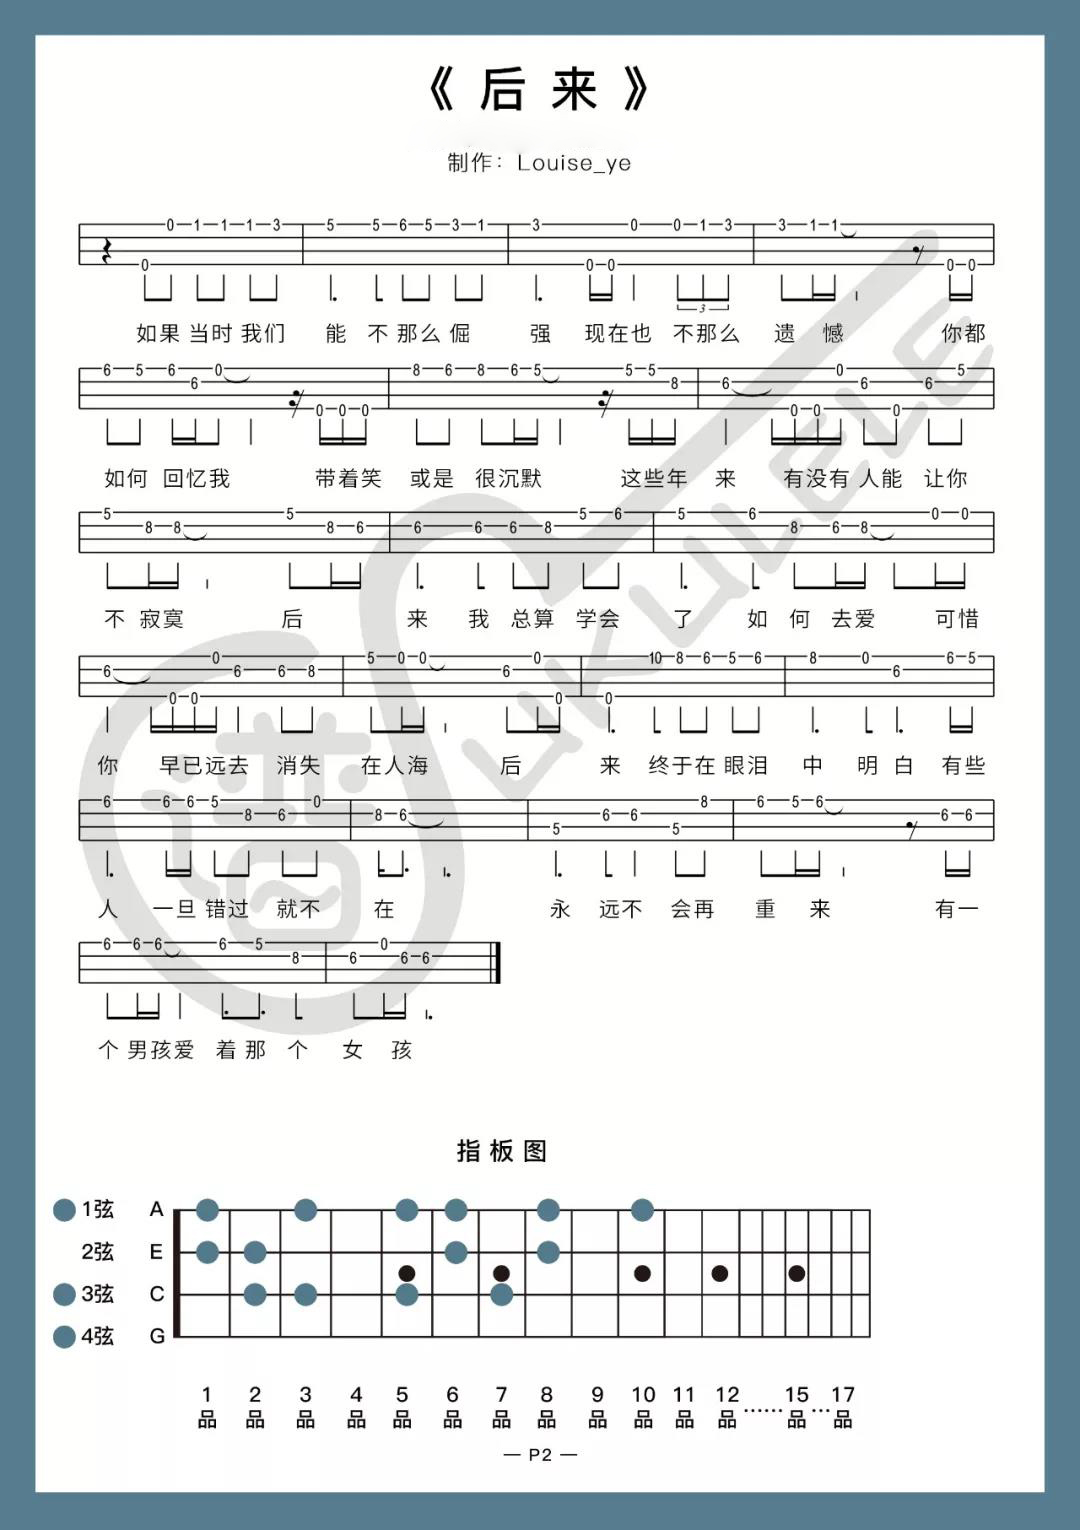 《后来》
制作：Louise_ye
0 1 1 1 3 5 5 6 5 3 1 3 0 0 1 3 3 1 1
0 0 0 0 0
3
如果 当时 我们 能 不 那么 倔 强 现在也 不那么 遗 憾 你都
6 5 6 0 8 6 8 6 5 5 5 0 5
6 8 6 6 6
0 0 0 0 0 0
如何 回忆我 带着笑 或是 很沉默 这些年 来 有没有 人能 让你
5 5 5 6 5 6 0 0
8 8 8 6 6 6 6 8 8 6 8
不 寂寞 后 来 我 总算 学会 了 如 何 去爱 可惜
0 5 0 0 0 10 8 6 5 6 8 0 6 5
6 6 6 8 6 6
0 0 0 0
你 早已远去 消失 在人海 后 来 终于在 眼泪 中 明 白 有些
6 6 6 5 0 8 6 5 6
8 6 8 6 6 6 6 6
5 5
人 一旦 错过 就不 在 永 远不 会再 重 来 有一
6 6 6 6 5 0
8 6 6 6
个 男孩爱 着那 个 女 孩
谱
UKULELE
指板图
1弦 A
2弦 E
3弦 C
4弦 G
1 2 3 4 5 6 7 8 9 10 11 12 15 17
品 品 品 品 品 品 品 品 品 品 品 品 …… 品 … 品
— P2 —